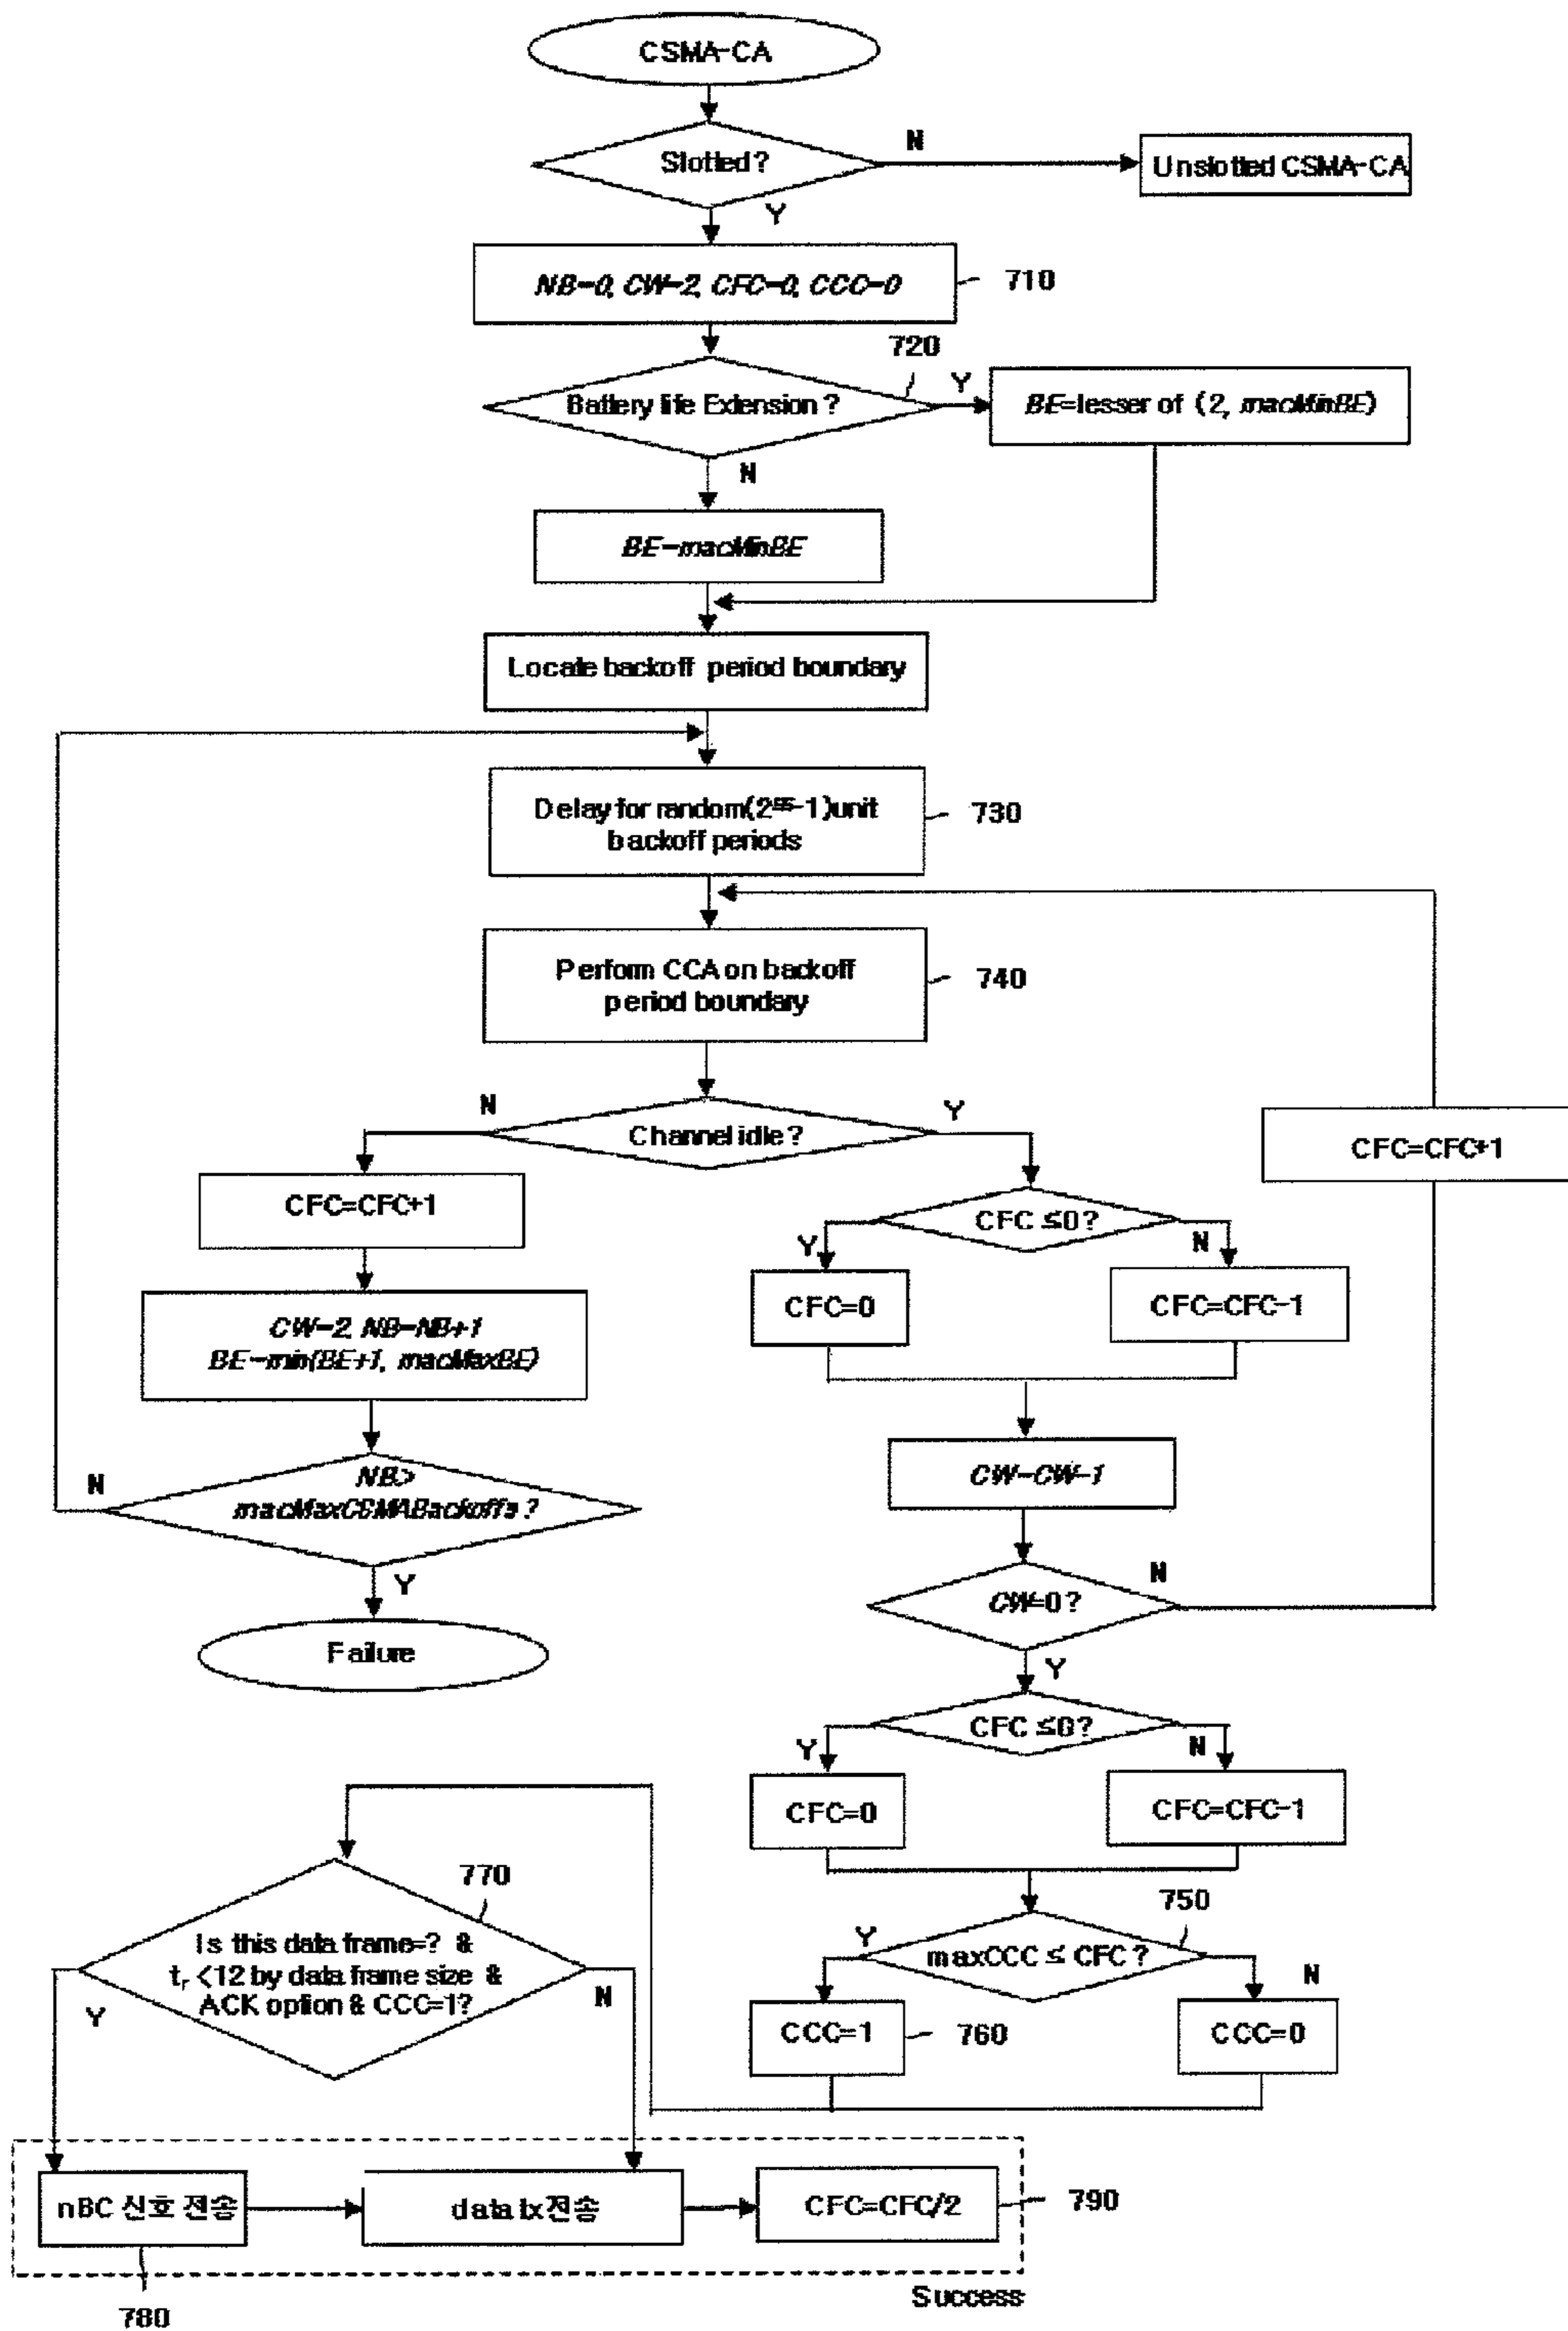 CSMA-CA
Slotted?
N
Unslotted CSMA-CA
Y
NB=0, CW=2, CFC=0, CCC=0
710
720
Battery life Extension?
Y
BE=lesser of (2, macMinBE)
N
BE=macMinBE
Locate backoff period boundary
Delay for random(2^BE-1)unit
backoff periods
730
Perform CCA on backoff
period boundary
740
N
Channel idle?
Y
CFC=CFC+1
CFC=CFC+1
CFC ≤0?
Y
N
CFC=0
CFC=CFC-1
CW=2, NB=NB+1
BE=min(BE+1, macMaxBE)
CW=CW-1
N
NB>
macMaxCSMABackoffs?
Y
Failure
CW=0?
N
Y
CFC ≤0?
Y
N
CFC=0
CFC=CFC-1
770
Is this data frame=? &
tr <12 by data frame size &
ACK option & CCC=1?
Y
N
750
Y
maxCCC ≤ CFC?
N
CCC=1
760
CCC=0
nBC 신호 전송
data tx전송
CFC=CFC/2
790
Success
780